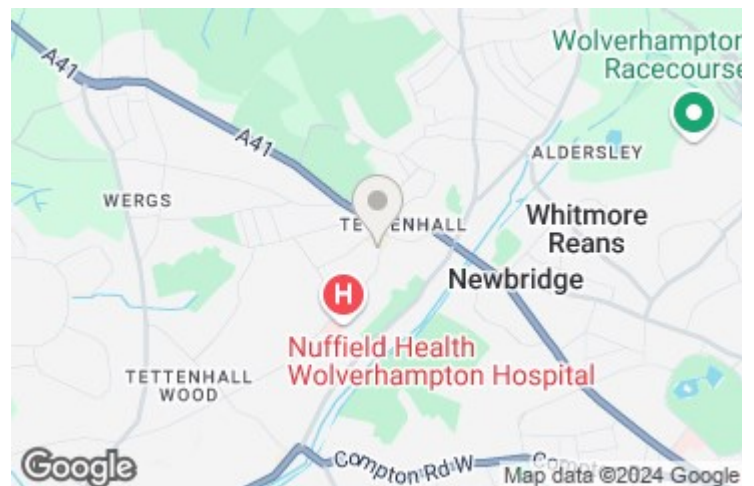 A41
Wolverhampton
Racecourse
A41
ALDERSLEY
WERGS
Whitmore
Reans
TETTENHALL
Newbridge
H
Nuffield Health
Wolverhampton Hospital
TETTENHALL
WOOD
Compton Rd W
Google
Map data ©2024 Google